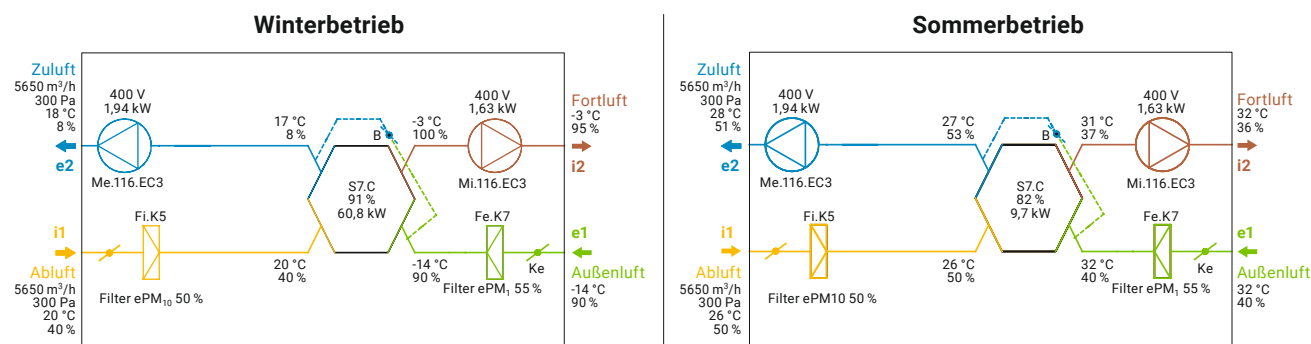 Winterbetrieb
Zuluft
5650 m³/h
300 Pa
18 °C
8 %
e2
400 V
1,94 kW
Me.116.EC3
17 °C
8 %
B
-3 °C
100 %
400 V
1,63 kW
Mi.116.EC3
Fortluft
-3 °C
95 %
i2
S7.C
91 %
60,8 kW
i1
Abluft
5650 m³/h
300 Pa
20 °C
40 %
Fi.K5
Filter ePM₁₀ 50 %
20 °C
40 %
-14 °C
90 %
Fe.K7
Filter ePM₁ 55 %
Ke
e1
Außenluft
-14 °C
90 %
Sommerbetrieb
Zuluft
5650 m³/h
300 Pa
28 °C
51 %
e2
400 V
1,94 kW
Me.116.EC3
27 °C
53 %
B
31 °C
37 %
400 V
1,63 kW
Mi.116.EC3
Fortluft
32 °C
36 %
i2
S7.C
82 %
9,7 kW
i1
Abluft
5650 m³/h
300 Pa
26 °C
50 %
Fi.K5
Filter ePM10 50 %
26 °C
50 %
32 °C
40 %
Fe.K7
Filter ePM₁ 55 %
Ke
e1
Außenluft
32 °C
40 %